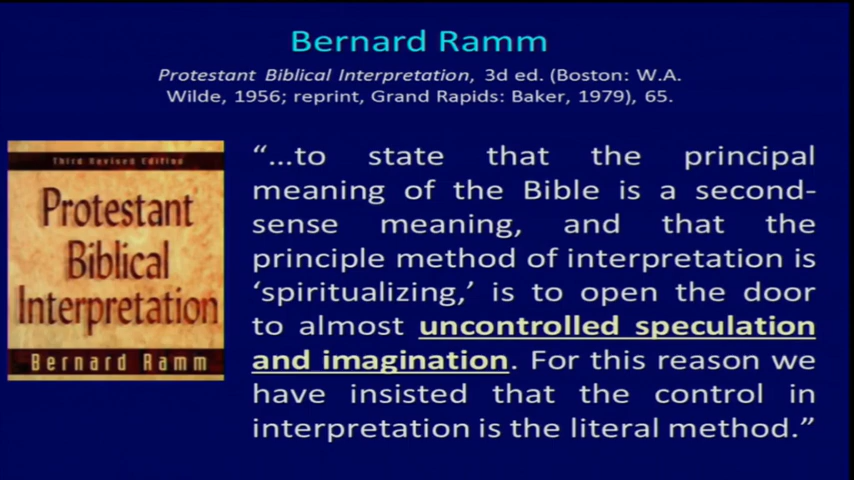 Bernard Ramm
Protestant Biblical Interpretation, 3d ed. (Boston: W.A.
Wilde, 1956; reprint, Grand Rapids: Baker, 1979), 65.
Third Revised Edition
Protestant
Biblical
Interpretation
Bernard Ramm
“...to state that the principal
meaning of the Bible is a second-
sense meaning, and that the
principle method of interpretation is
‘spiritualizing,’ is to open the door
to almost uncontrolled speculation
and imagination. For this reason we
have insisted that the control in
interpretation is the literal method.”